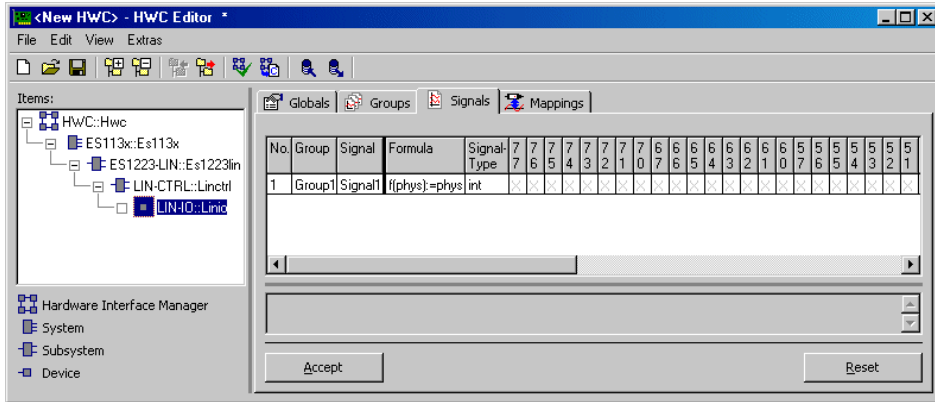 <New HWC> - HWC Editor *
File Edit View Extras
Items:
HWC::Hwc
ES113x::Es113x
ES1223-LIN::Es1223lin
LIN-CTRL::Linctrl
LIN-IO::Linio
Hardware Interface Manager
System
Subsystem
Device
Globals Groups Signals Mappings
No. Group Signal Formula Signal- 7 7 7 7 7 7 7 7 6 6 6 6 6 6 6 6 5 5 5 5 5 5 5
Type 7 6 5 4 3 2 1 0 7 6 5 4 3 2 1 0 7 6 5 4 3 2 1
1 Group1 Signal1 f(phys):=phys int
Accept Reset